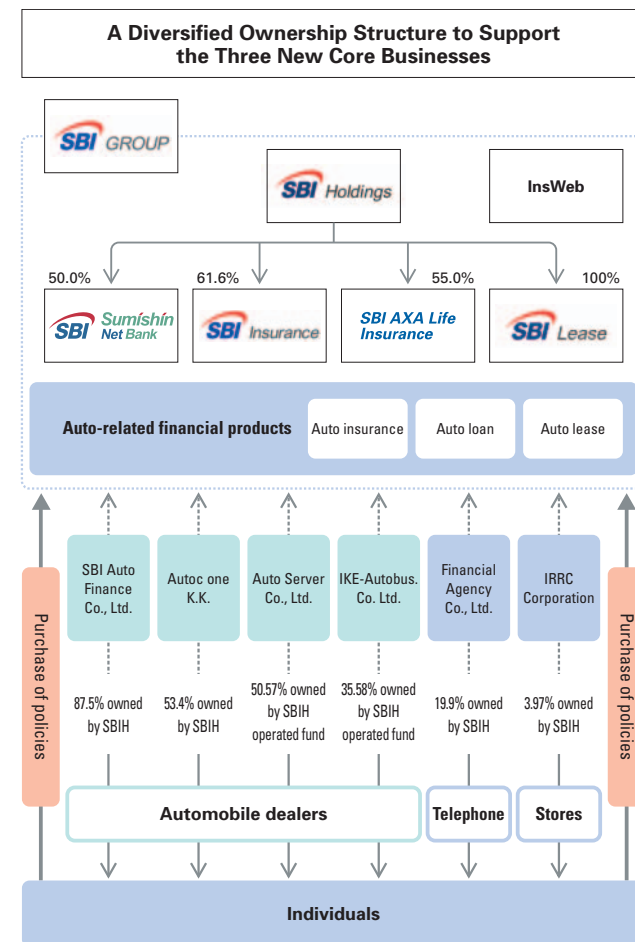 A Diversified Ownership Structure to Support
the Three New Core Businesses
SBI GROUP
SBI Holdings
InsWeb
50.0%
61.6%
55.0%
100%
SBI Sumishin
Net Bank
SBI Insurance
SBI AXA Life
Insurance
SBI Lease
Auto-related financial products
Auto insurance
Auto loan
Auto lease
SBI Auto
Finance
Co., Ltd.
Autoc one
K.K.
Auto Server
Co., Ltd.
IKE-Autobus.
Co. Ltd.
Financial
Agency
Co., Ltd.
IRRC
Corporation
Purchase of policies
Purchase of policies
87.5% owned
by SBIH
53.4% owned
by SBIH
50.57% owned
by SBIH
operated fund
35.58% owned
by SBIH
operated fund
19.9% owned
by SBIH
3.97% owned
by SBIH
Automobile dealers
Telephone
Stores
Individuals